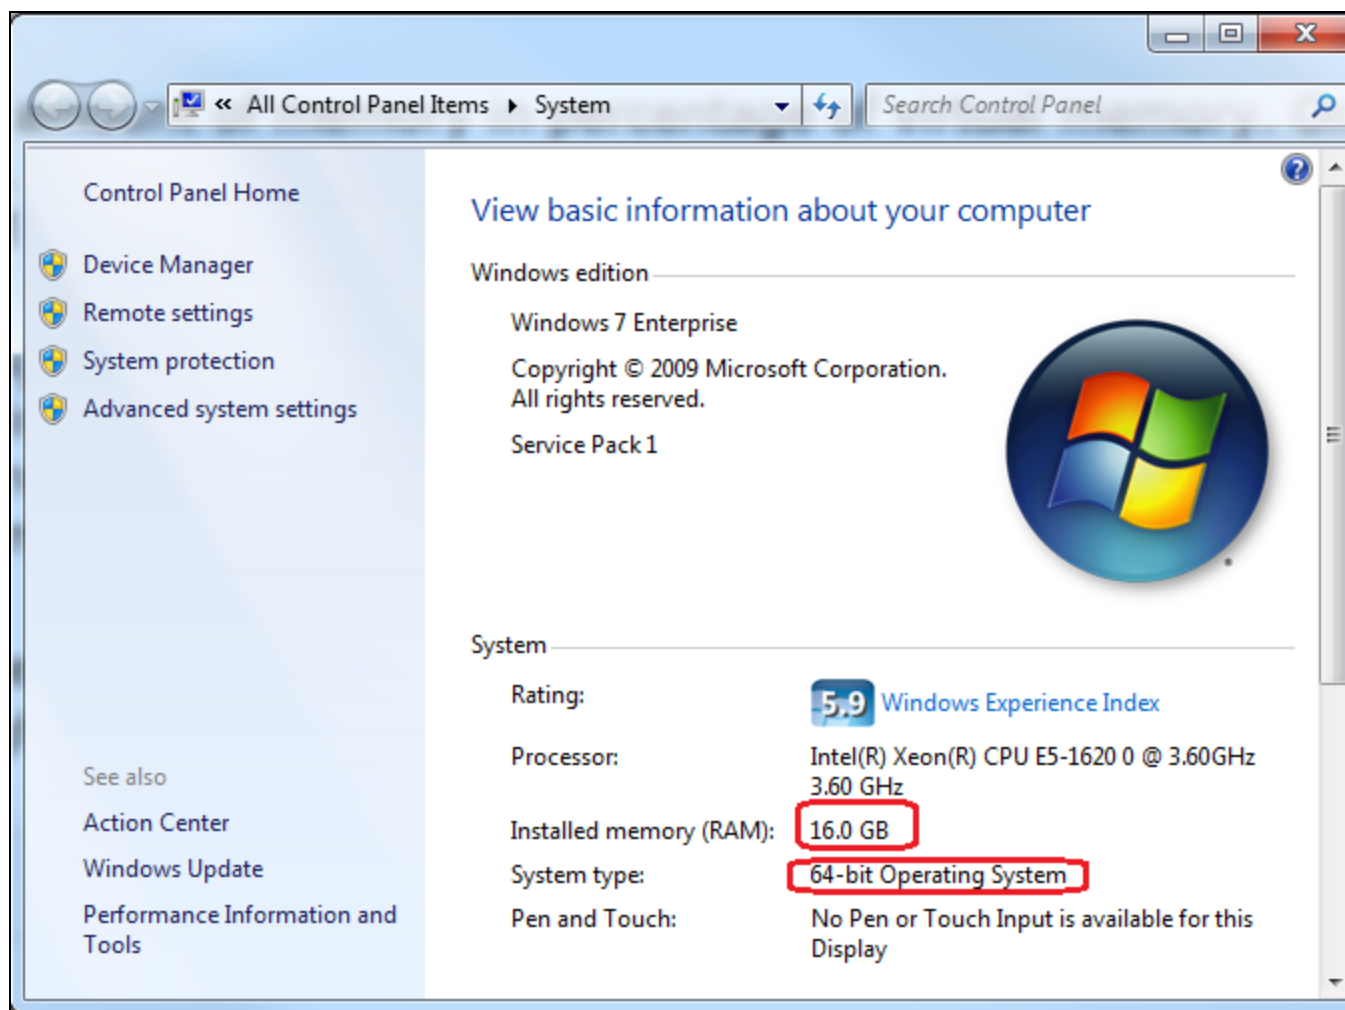 « All Control Panel Items ▸ System
Search Control Panel
Control Panel Home
Device Manager
Remote settings
System protection
Advanced system settings
See also
Action Center
Windows Update
Performance Information and
Tools
View basic information about your computer
Windows edition
Windows 7 Enterprise
Copyright © 2009 Microsoft Corporation.
All rights reserved.
Service Pack 1
System
Rating:
5.9 Windows Experience Index
Processor:
Intel(R) Xeon(R) CPU E5-1620 0 @ 3.60GHz
3.60 GHz
Installed memory (RAM):
16.0 GB
System type:
64-bit Operating System
Pen and Touch:
No Pen or Touch Input is available for this
Display